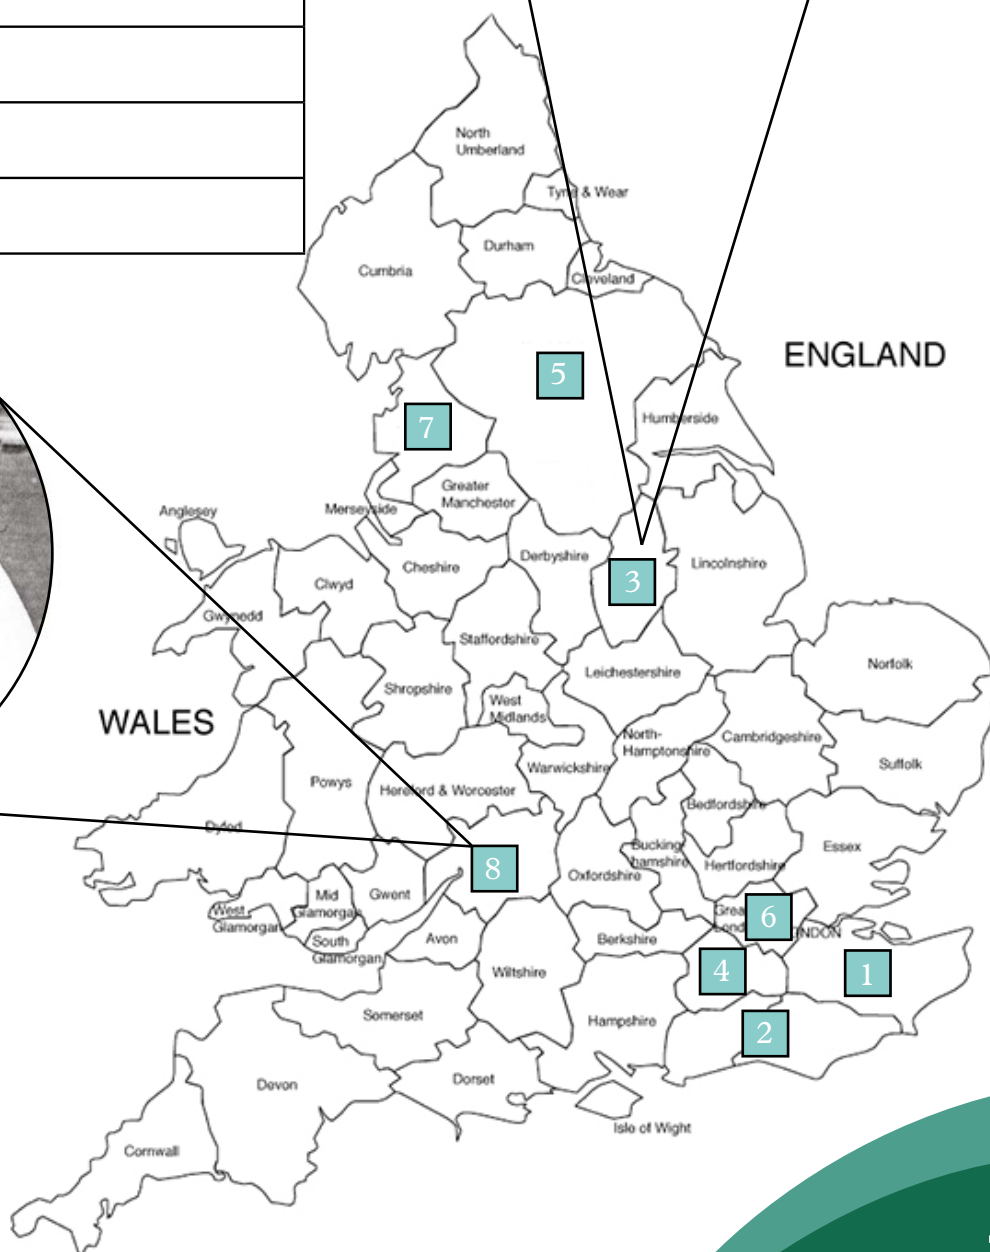 North
Umberland
Tyne & Wear
Durham
Cumbria
Cleveland
ENGLAND
5
7
Humberside
Greater
Manchester
Merseyside
Anglesey
Derbyshire
Lincolnshire
Cheshire
3
Clwyd
Gwynedd
Staffordshire
Norfolk
Leichestershire
Shropshire
West
Midlands
WALES
North-
Hamptonshire
Cambridgeshire
Suffolk
Warwickshire
Powys
Hereford & Worcester
Bedfordshire
Dyfed
Bucking
hamshire
Essex
Hertfordshire
8
Oxfordshire
Mid
Glamorgan
Gwent
West
Glamorgan
6
South
Glamorgan
Avon
Berkshire
4
1
Wiltshire
Somerset
Hampshire
2
Devon
Dorset
Isle of Wight
Cornwall